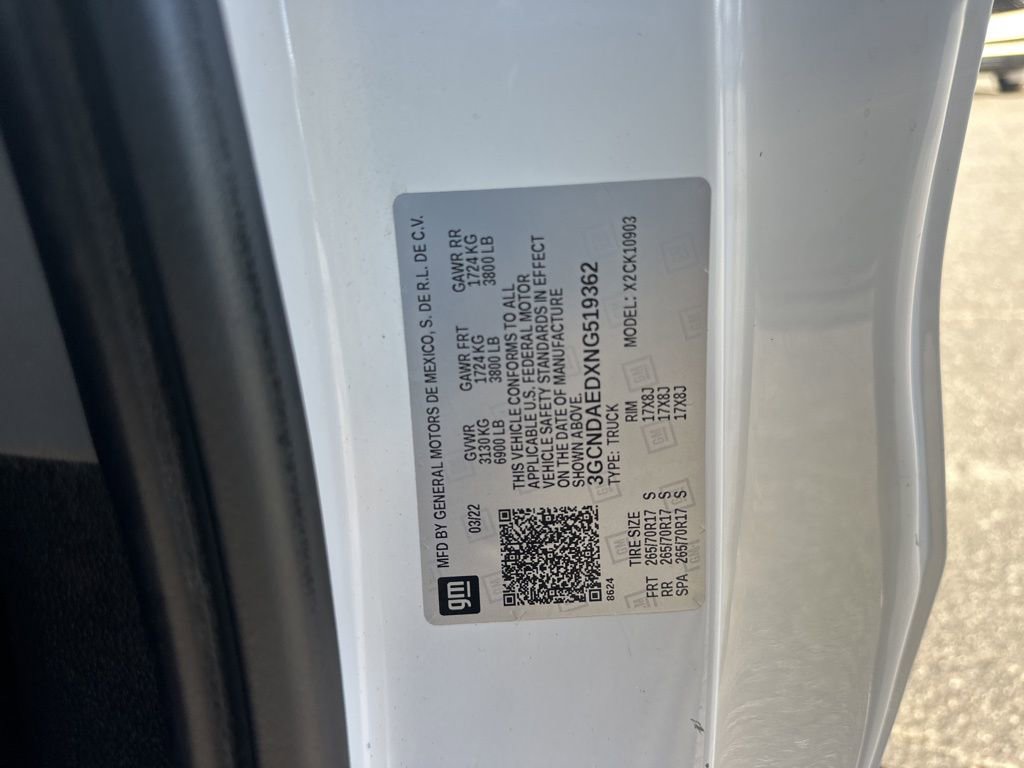 gm
MFD BY GENERAL MOTORS DE MEXICO, S. DE R.L. DE C.V.
03/22 GVWR GAWR FRT GAWR RR
3130 KG 1724 KG 1724 KG
6900 LB 3800 LB 3800 LB
THIS VEHICLE CONFORMS TO ALL
APPLICABLE U.S. FEDERAL MOTOR
VEHICLE SAFETY STANDARDS IN EFFECT
ON THE DATE OF MANUFACTURE
SHOWN ABOVE.
3GCNDAEDXNG519362
8624 TYPE: TRUCK
TIRE SIZE RIM MODEL: XZCK10903
FRT 265/70R17 S 17X8J
RR 265/70R17 S 17X8J
SPA 265/70R17 S 17X8J